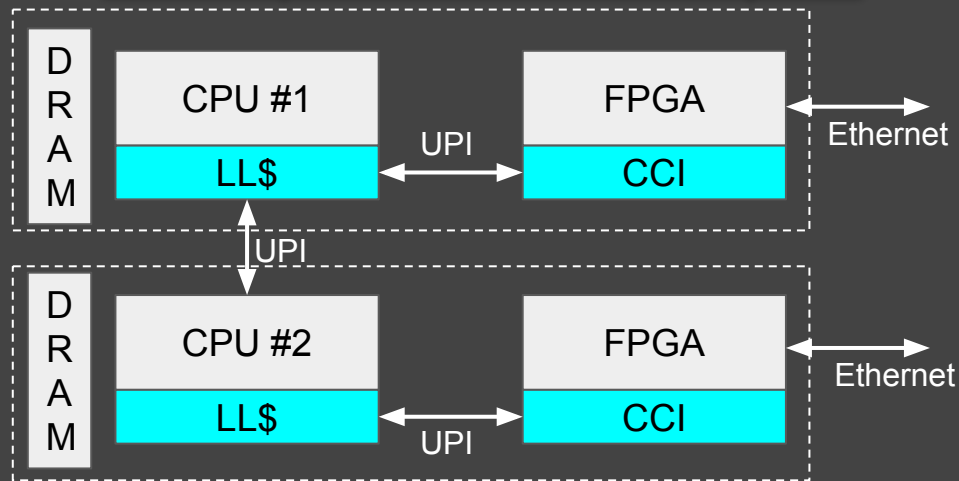 D
R
A
M
CPU #1
LL$
UPI
FPGA
CCI
Ethernet
UPI
D
R
A
M
CPU #2
LL$
UPI
FPGA
CCI
Ethernet